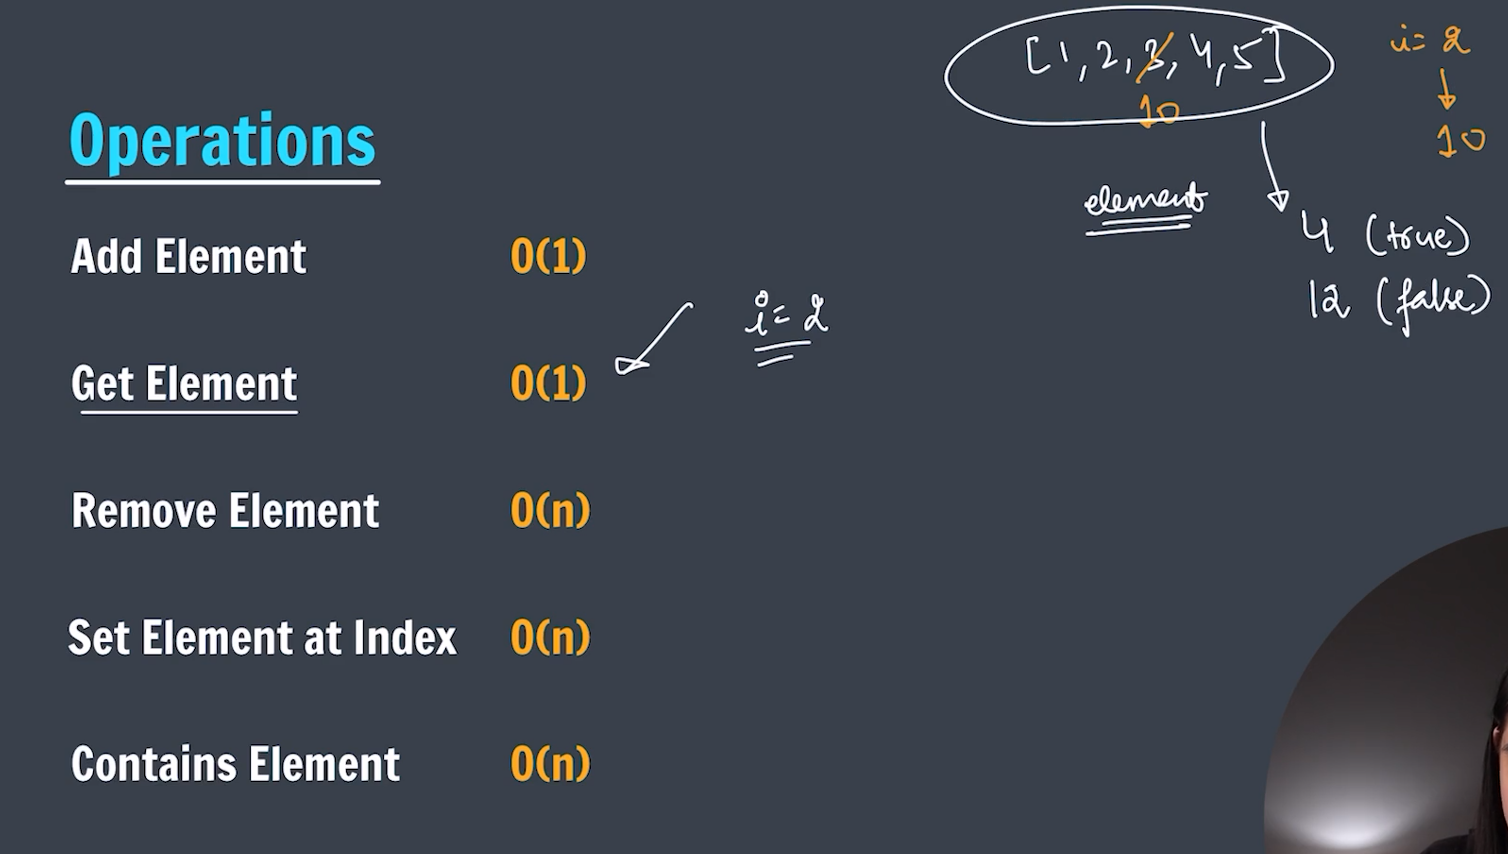 [1, 2, 3, 4, 5]
10
i = 2
10
Operations
element
4 (true)
12 (false)
Add Element O(1)
i = 2
Get Element O(1)
Remove Element O(n)
Set Element at Index O(n)
Contains Element O(n)